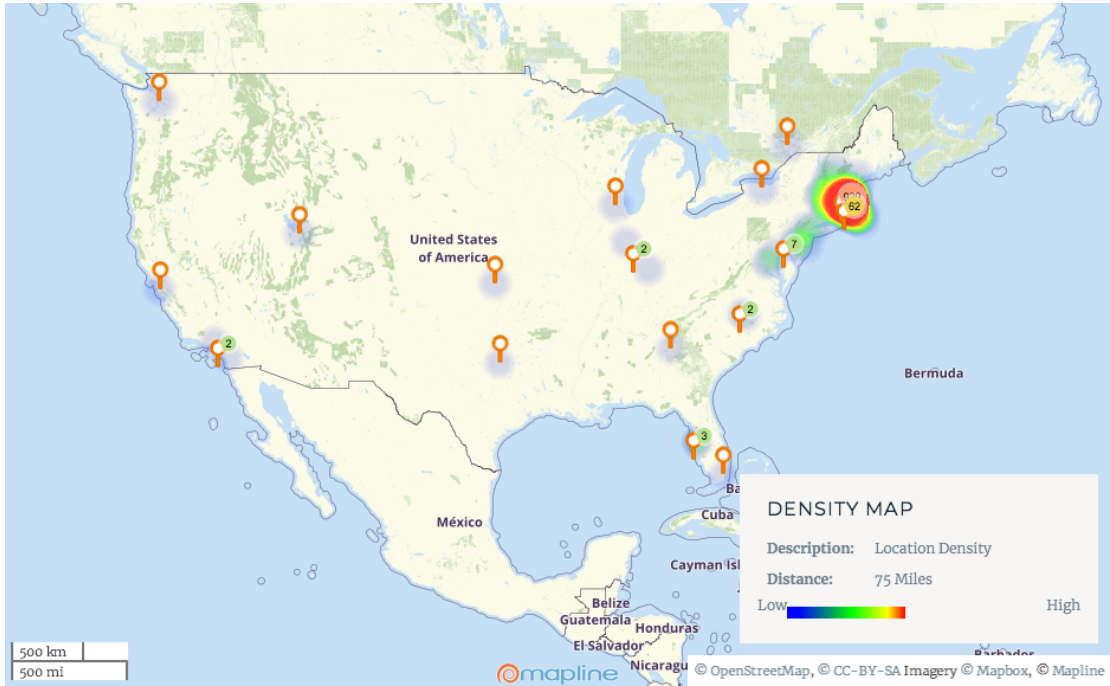 United States
of America
2
7
2
2
62
3
Bermuda
México
Cuba
Cayman Isl
Belize
Guatemala
Honduras
El Salvador
Nicaragu
Barbados
DENSITY MAP
Description: Location Density
Distance: 75 Miles
Low High
500 km
500 mi
mapline
© OpenStreetMap, © CC-BY-SA Imagery © Mapbox, © Mapline